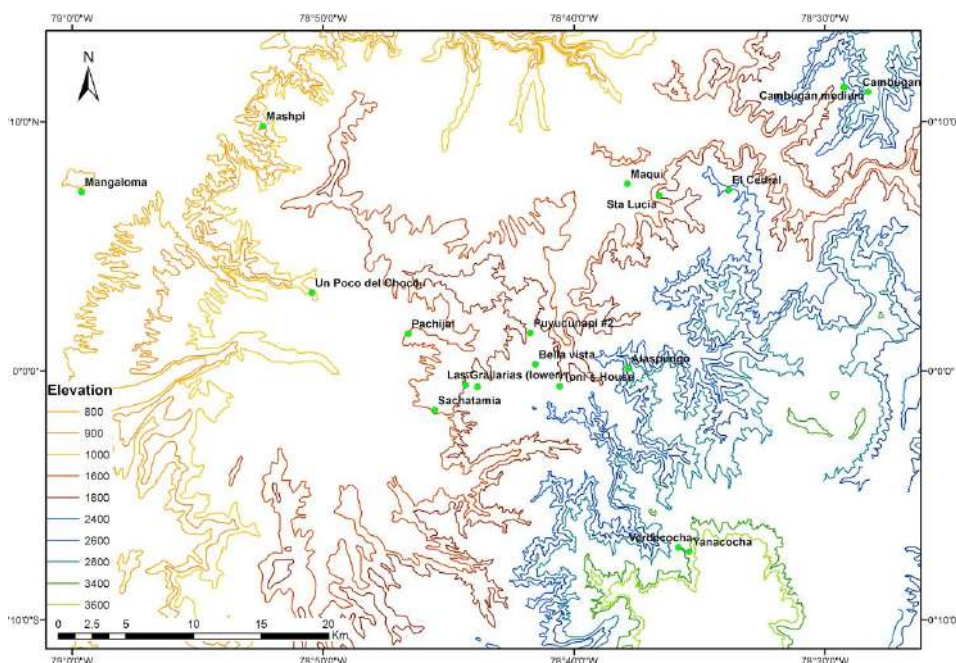 79°0'0"W
78°50'0"W
78°40'0"W
78°30'0"W
N
Cambugan
Cambugán medium
10'0"N
0°10'0"N
Mashpi
Maqui
El Cedral
Mangaloma
Sta Lucia
Un Poco del Choco
Pachijal
Puyucunapi #2
Bella vista
Alaspungo
0°0'0"
0°0'0"
Las Grallarias (lower)
Toni´s House
Sachatamia
Elevation
800
900
1000
1600
1800
2400
2600
2800
3400
3600
Verdecocha
Yanacocha
10'0"S
0°10'0"S
0 2.5 5 10 15 20
Km
79°0'0"W
78°50'0"W
78°40'0"W
78°30'0"W